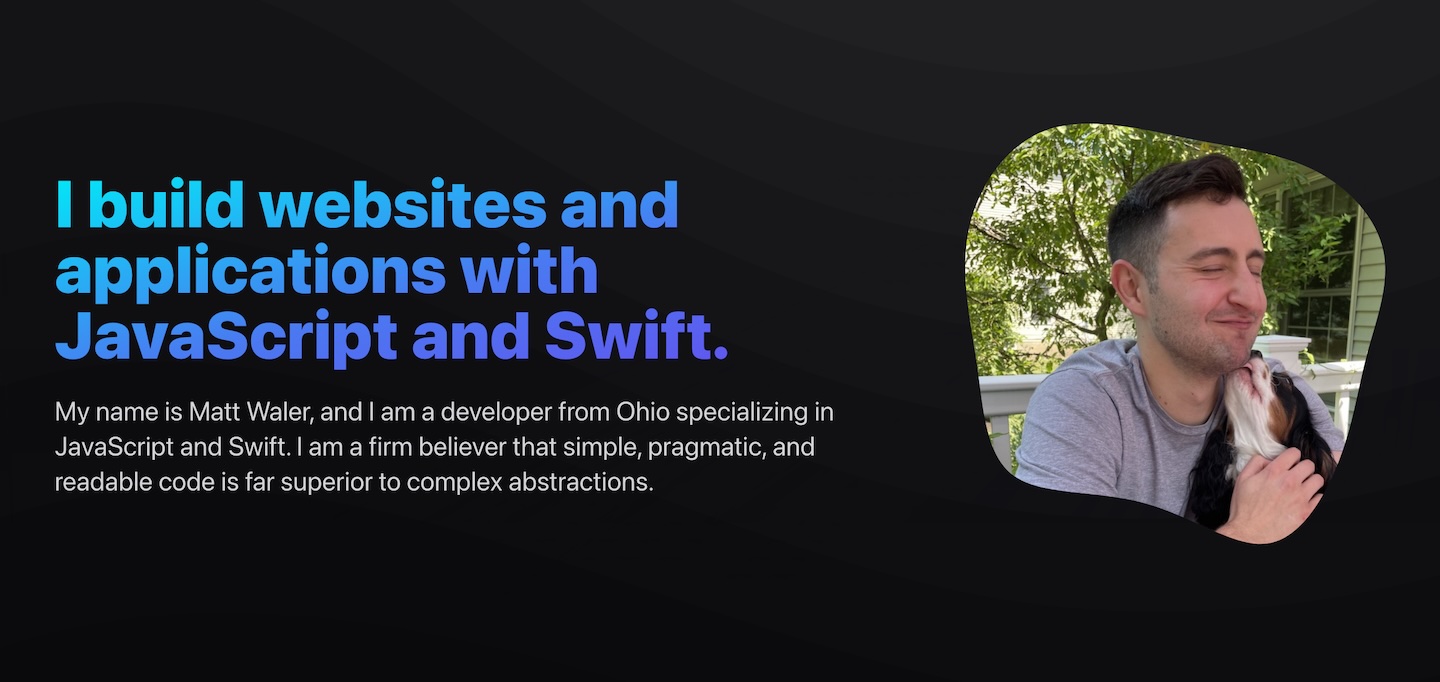 I build websites and
applications with
JavaScript and Swift.
My name is Matt Waler, and I am a developer from Ohio specializing in
JavaScript and Swift. I am a firm believer that simple, pragmatic, and
readable code is far superior to complex abstractions.